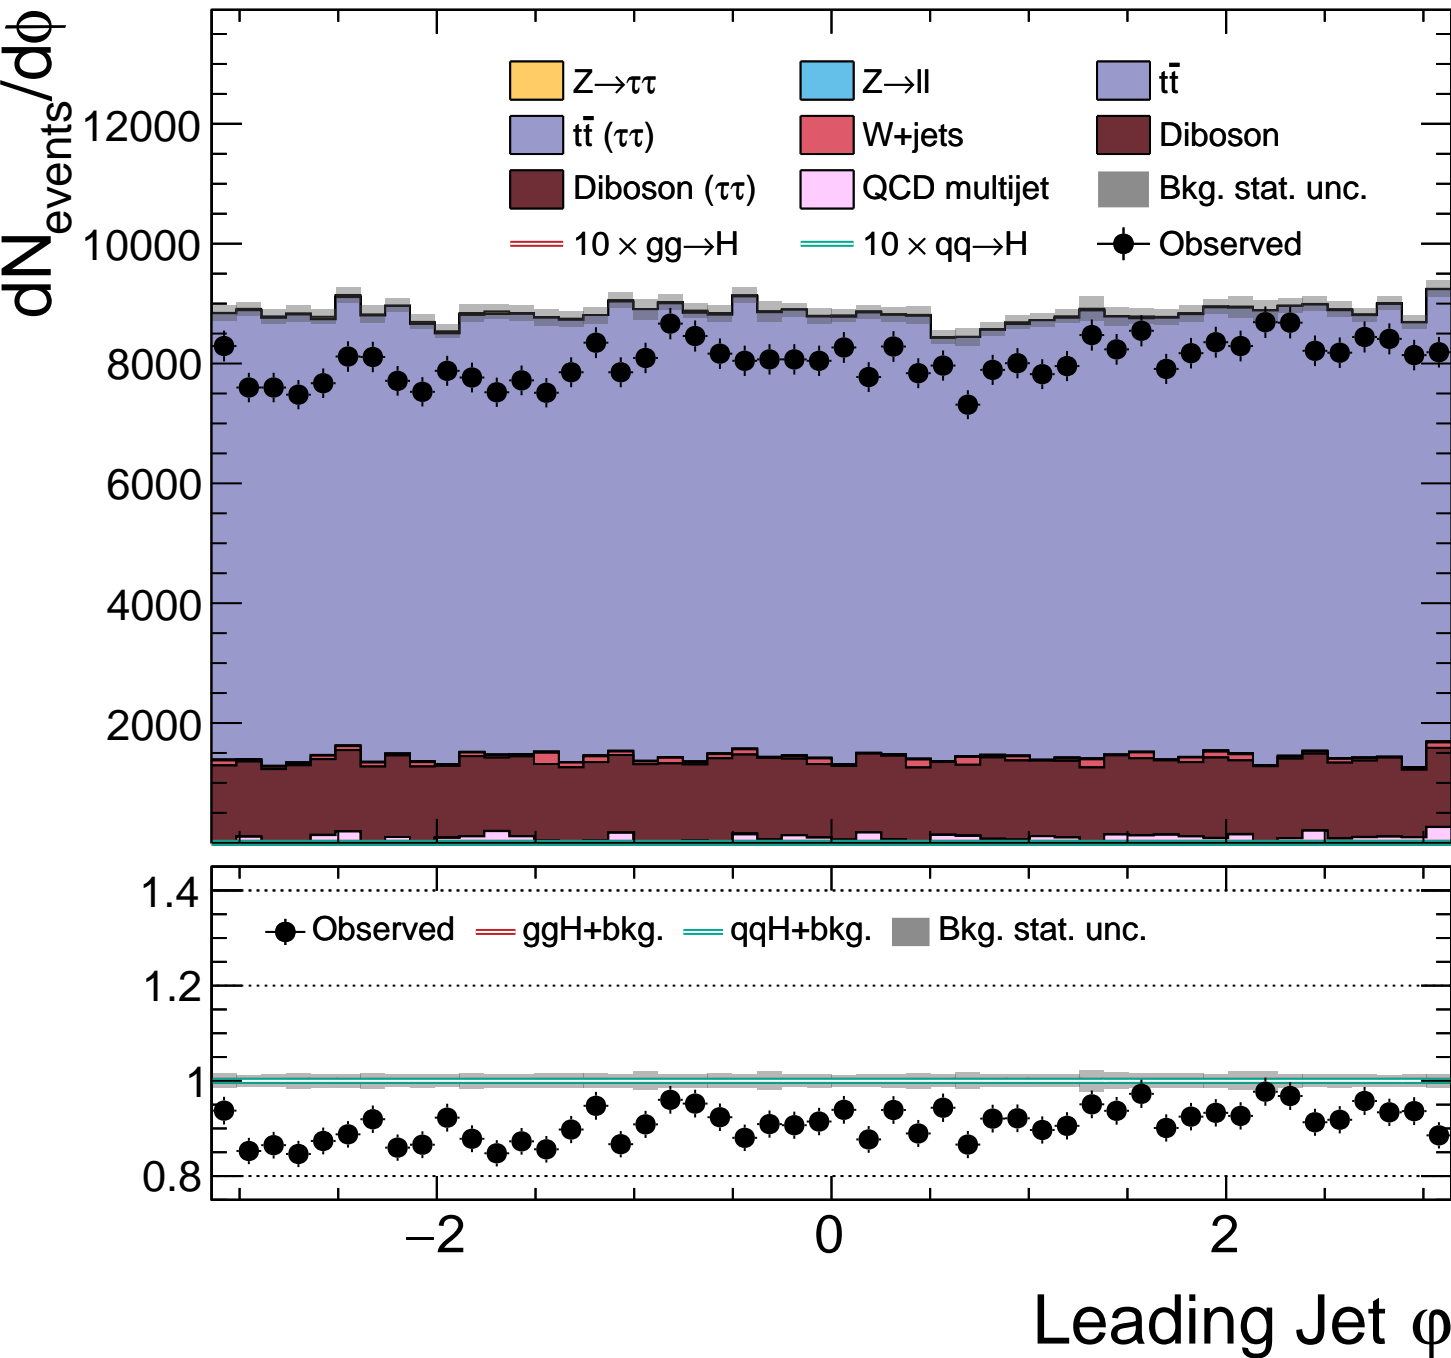 dN_events/dϕ
Z→ττ Z→ll tt̄
tt̄ (ττ) W+jets Diboson
Diboson (ττ) QCD multijet Bkg. stat. unc.
10 × gg→H 10 × qq→H Observed
12000
10000
8000
6000
4000
2000
1.4
Observed ggH+bkg. qqH+bkg. Bkg. stat. unc.
1.2
1
0.8
−2 0 2
Leading Jet φ